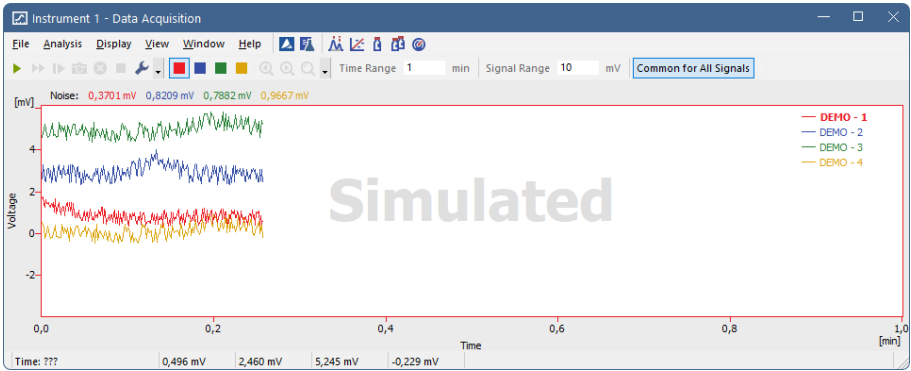 Instrument 1 - Data Acquisition
File Analysis Display View Window Help
Time Range 1 min Signal Range 10 mV Common for All Signals
Noise: 0,3701 mV 0,8209 mV 0,7882 mV 0,9667 mV
[mV]
DEMO - 1
DEMO - 2
DEMO - 3
DEMO - 4
4
2
0
-2
Voltage
Simulated
0,0 0,2 0,4 0,6 0,8 1,0
Time
[min]
Time: ??? 0,496 mV 2,460 mV 5,245 mV -0,229 mV